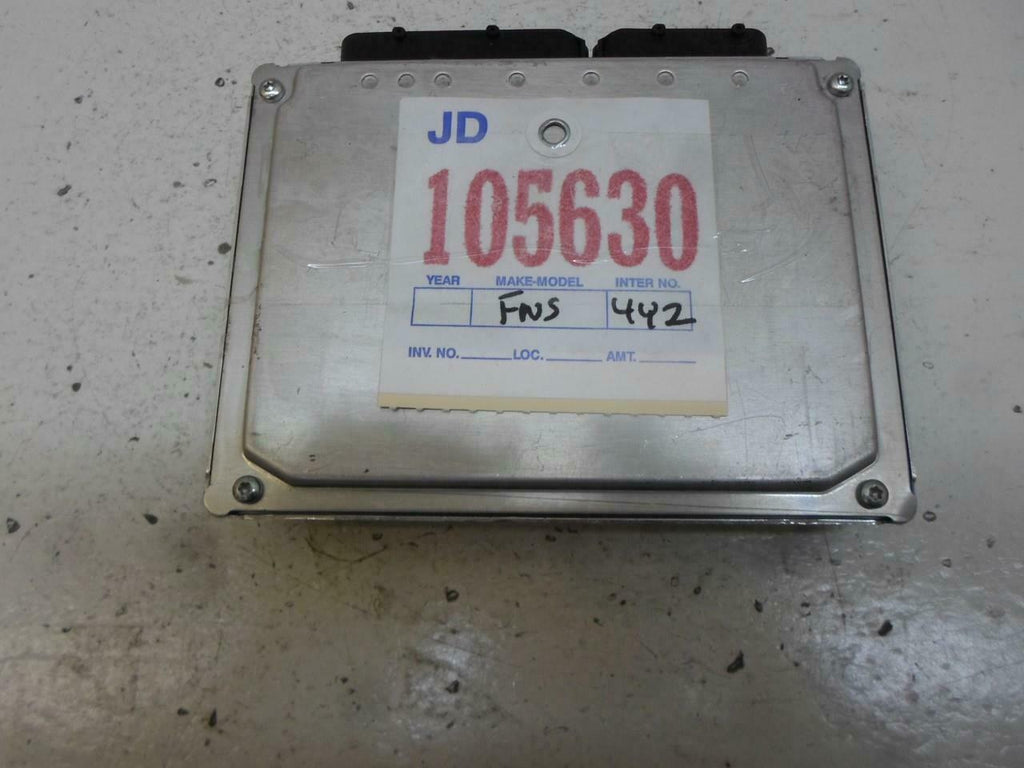 JD
105630
YEAR MAKE-MODEL INTER NO.
FNS 442
INV. NO. LOC. AMT.